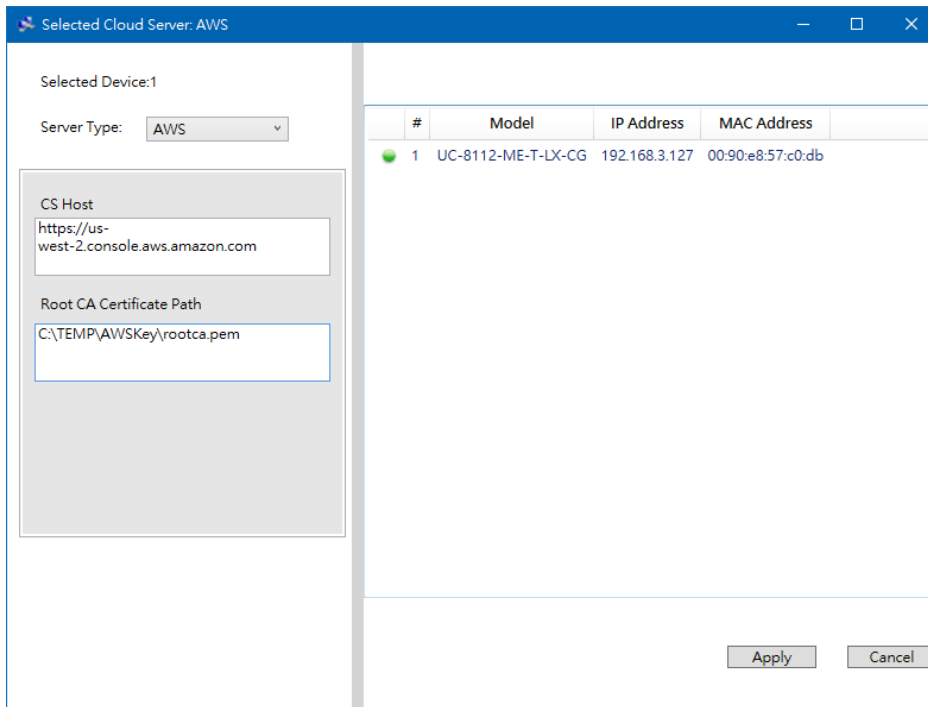 Selected Cloud Server: AWS
Selected Device:1
Server Type: AWS
CS Host
https://us-
west-2.console.aws.amazon.com
Root CA Certificate Path
C:\TEMP\AWSKey\rootca.pem
# Model IP Address MAC Address
1 UC-8112-ME-T-LX-CG 192.168.3.127 00:90:e8:57:c0:db
Apply Cancel